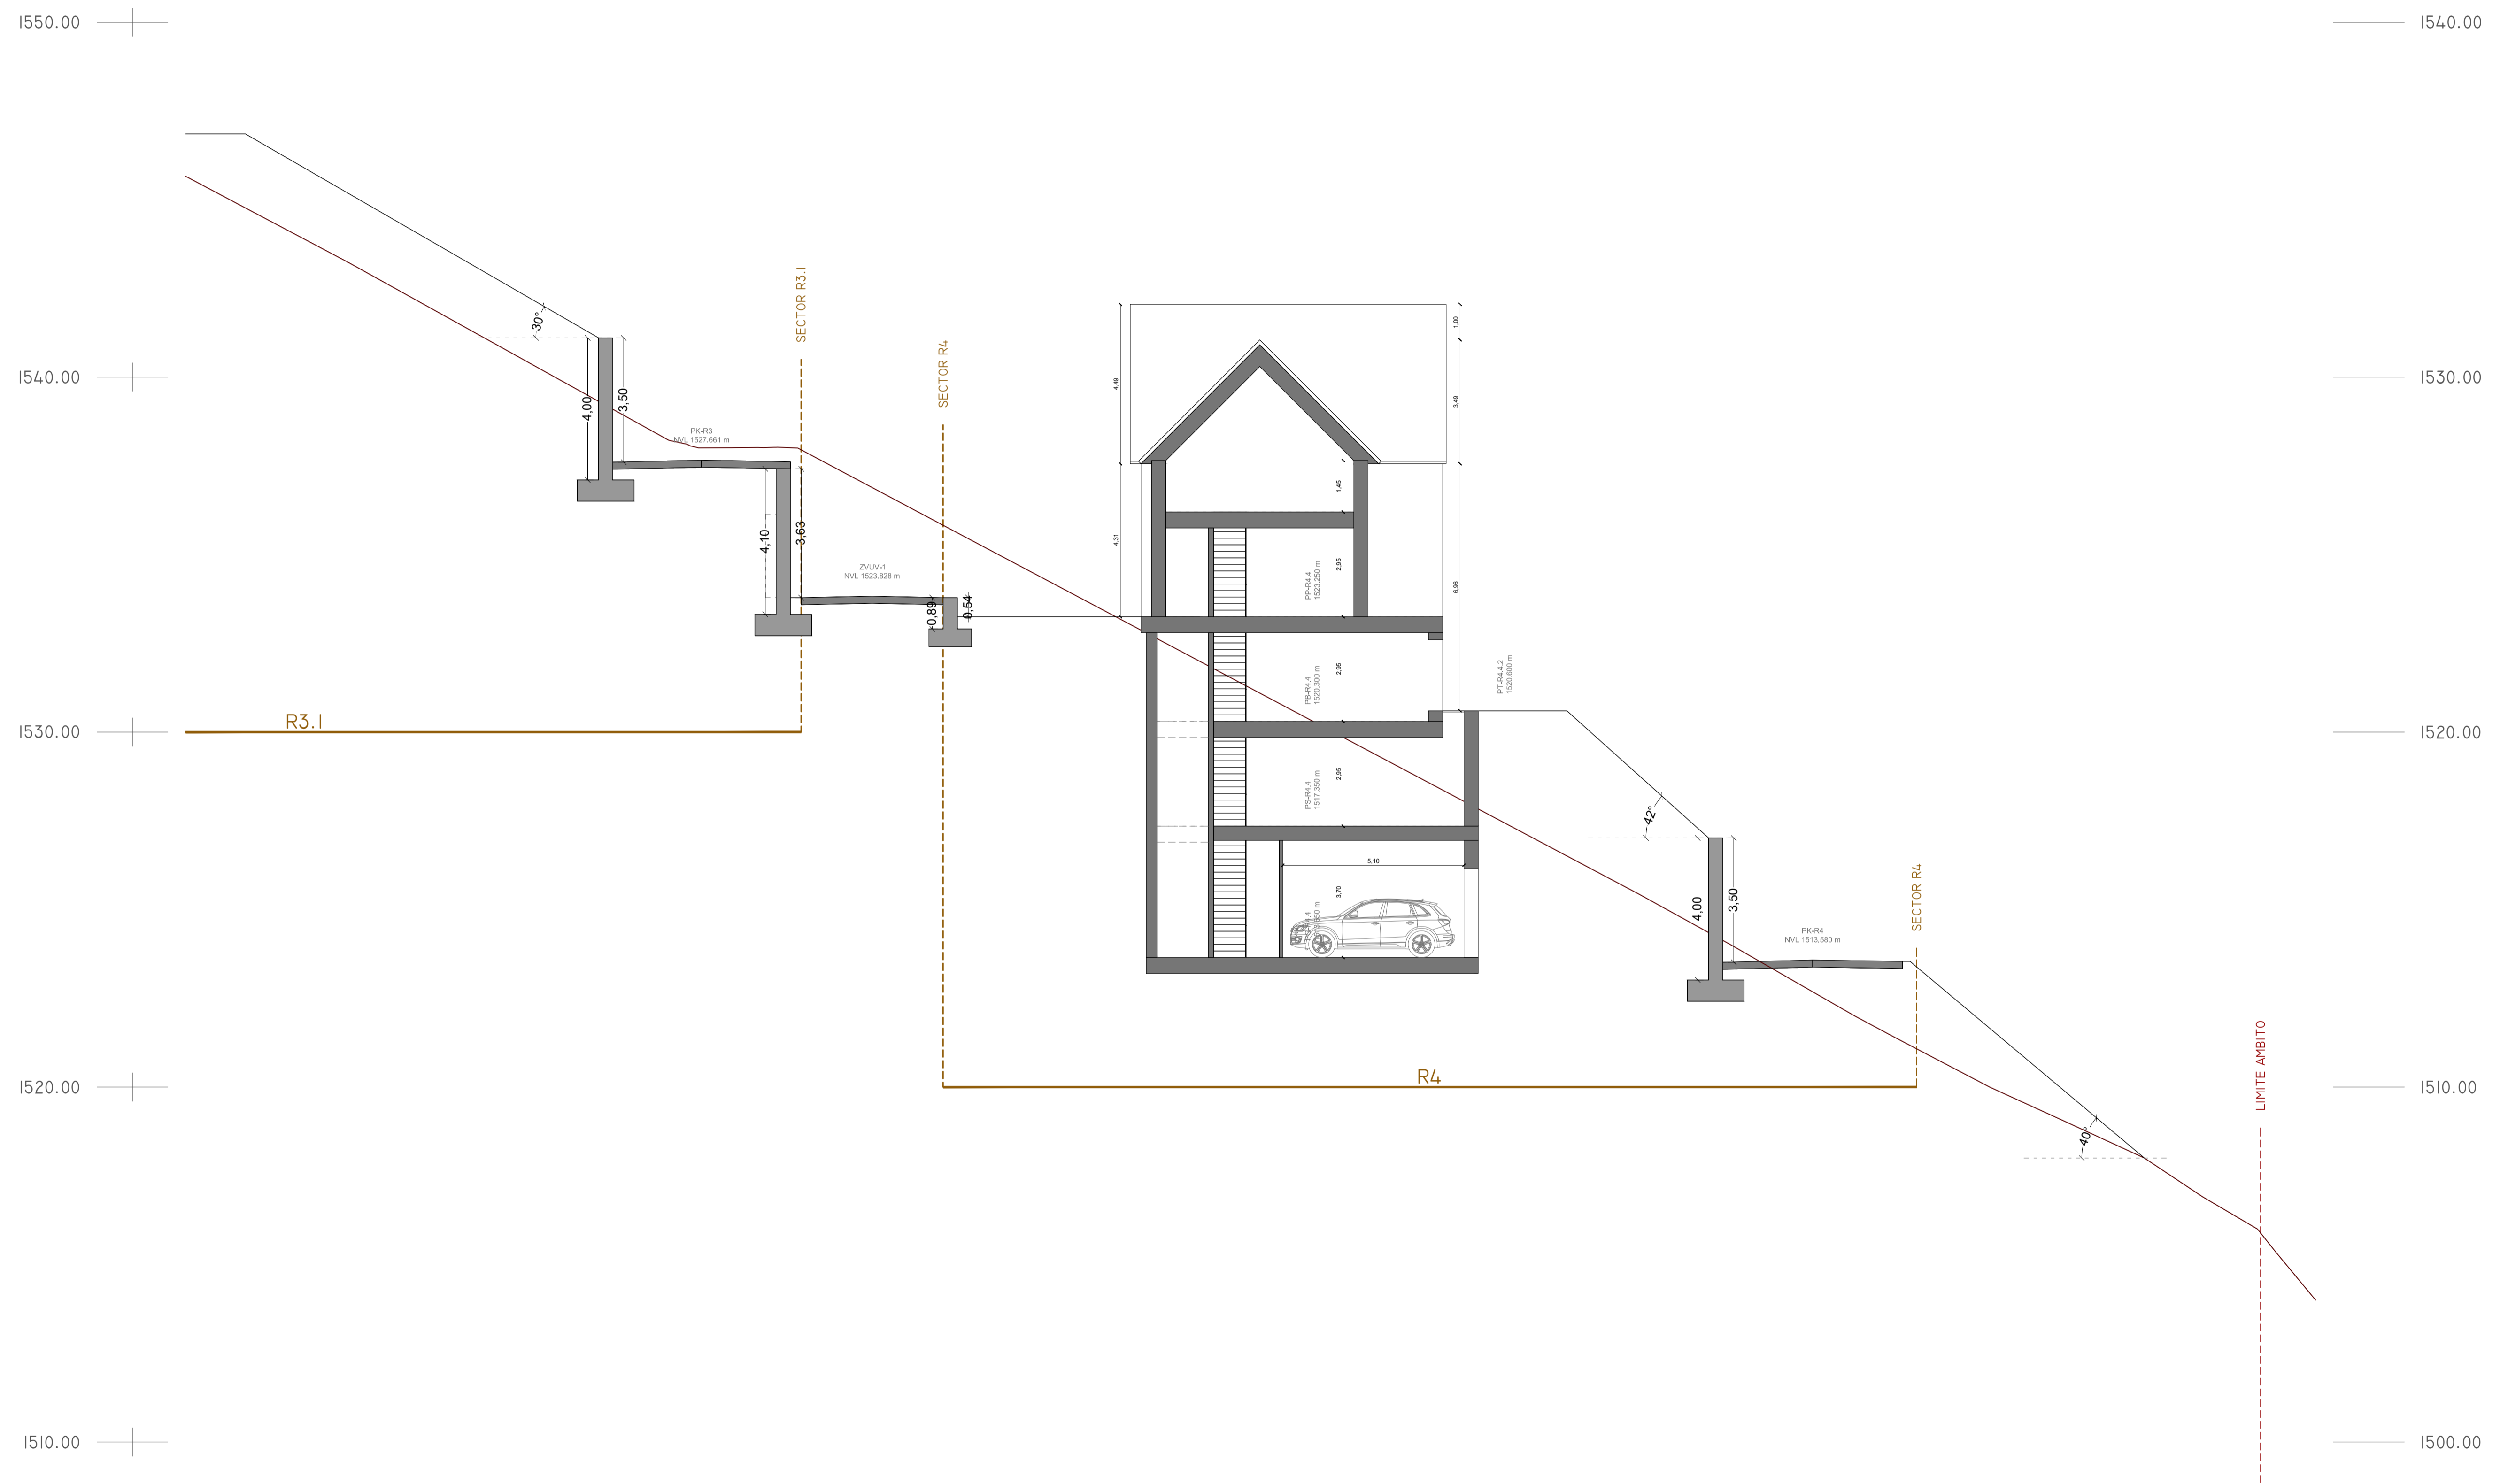 1550.00
1540.00
30°
SECTOR R3.1
SECTOR R4
1.00
1540.00
1530.00
4.49
3.49
4,00
3,50
PK-R3
NVL 1527.661 m
1,45
4,10
3,63
4.31
2,95
PP-R4.4
1523,250 m
6,96
ZVUV-1
NVL 1523.828 m
0,89
0,54
2,95
PB-R4.4
1520,300 m
PT-R4.4.2
1520,600 m
1530.00
R3.1
1520.00
2,95
PS-R4.4
1517,350 m
42°
5,10
3,70
4,00
3,50
SECTOR R4
PK-R4
NVL 1513,560 m
1520.00
R4
1510.00
LIMITE AMBITO
40°
1510.00
1500.00